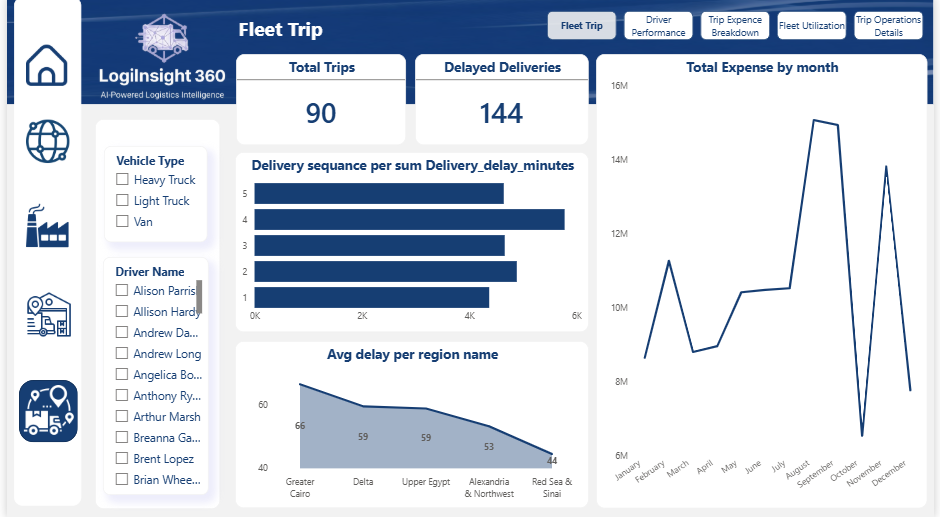 Fleet Trip
Fleet Trip
Driver
Performance
Trip Expence
Breakdown
Fleet Utilization
Trip Operations
Details
LogiInsight 360
AI-Powered Logistics Intelligence
Vehicle Type
Heavy Truck
Light Truck
Van
Driver Name
Alison Parris
Allison Hardy
Andrew Da...
Andrew Long
Angelica Bo...
Anthony Ry...
Arthur Marsh
Breanna Ga...
Brent Lopez
Brian Whee...
Total Trips
90
Delayed Deliveries
144
Delivery sequance per sum Delivery_delay_minutes
5
4
3
2
1
0K 2K 4K 6K
Avg delay per region name
60
40
66
59
59
53
44
Greater
Cairo
Delta
Upper Egypt
Alexandria
& Northwest
Red Sea &
Sinai
Total Expense by month
16M
14M
12M
10M
8M
6M
January
February
March
April
May
June
July
August
September
October
November
December